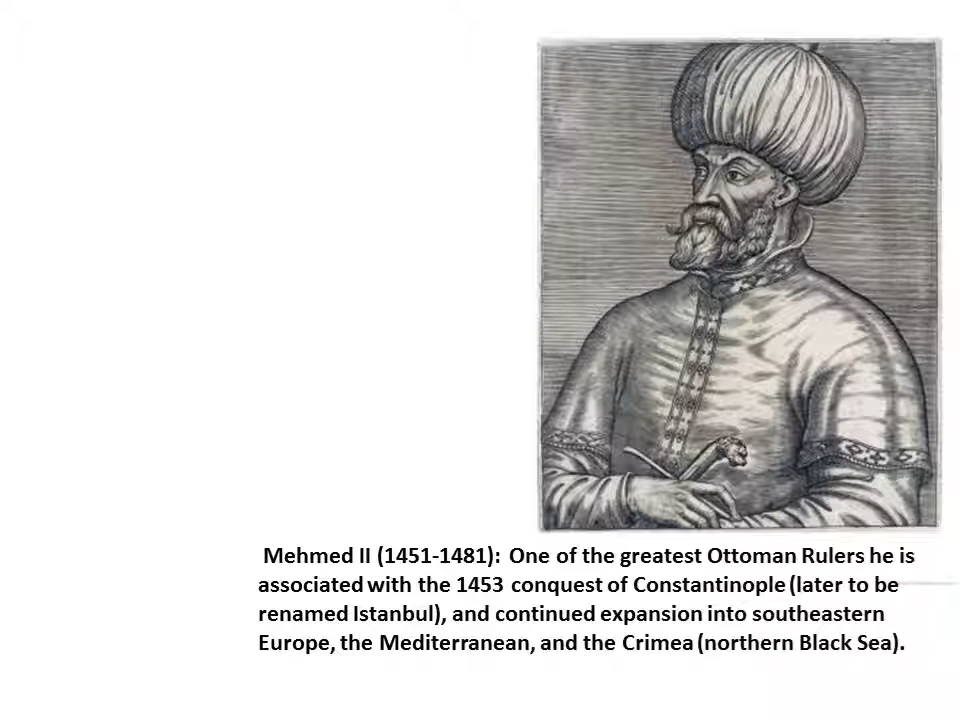 Mehmed II (1451-1481): One of the greatest Ottoman Rulers he is
associated with the 1453 conquest of Constantinople (later to be
renamed Istanbul), and continued expansion into southeastern
Europe, the Mediterranean, and the Crimea (northern Black Sea).